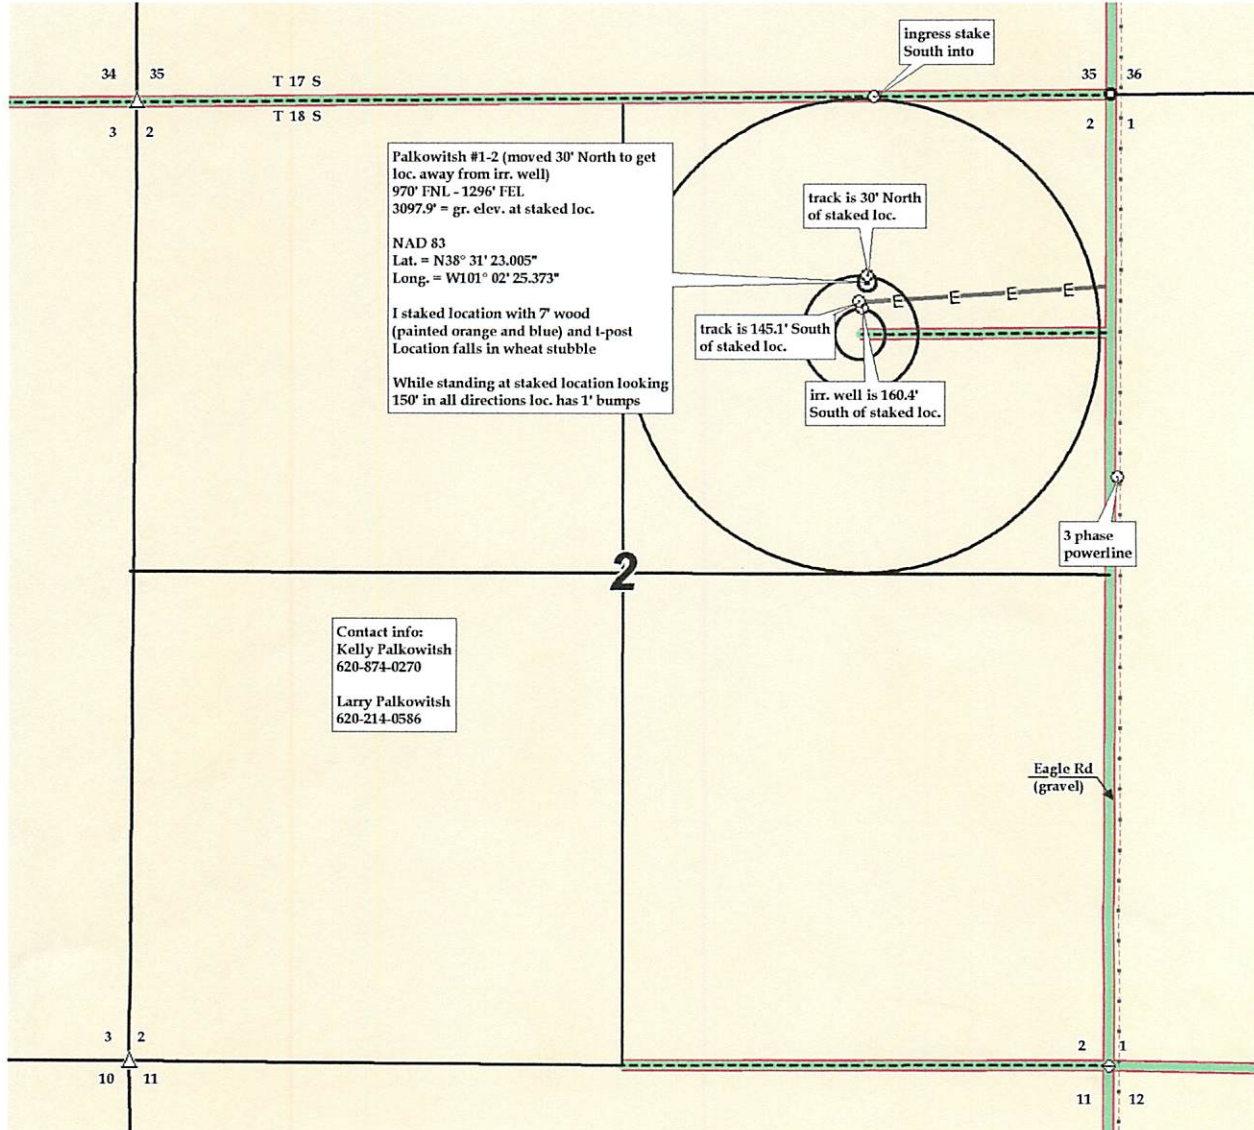 ingress stake
South into
34
35
T 17 S
35
36
T 18 S
3
2
2
1
Palkowitsh #1-2 (moved 30' North to get
loc. away from irr. well)
970' FNL - 1296' FEL
3097.9' = gr. elev. at staked loc.
NAD 83
Lat. = N38° 31' 23.005"
Long. = W101° 02' 25.373"
I staked location with 7' wood
(painted orange and blue) and t-post
Location falls in wheat stubble
While standing at staked location looking
150' in all directions loc. has 1' bumps
track is 30' North
of staked loc.
E E E E
track is 145.1' South
of staked loc.
irr. well is 160.4'
South of staked loc.
3 phase
powerline
2
Contact info:
Kelly Palkowitsh
620-874-0270
Larry Palkowitsh
620-214-0586
Eagle Rd
(gravel)
3
2
2
1
10
11
11
12